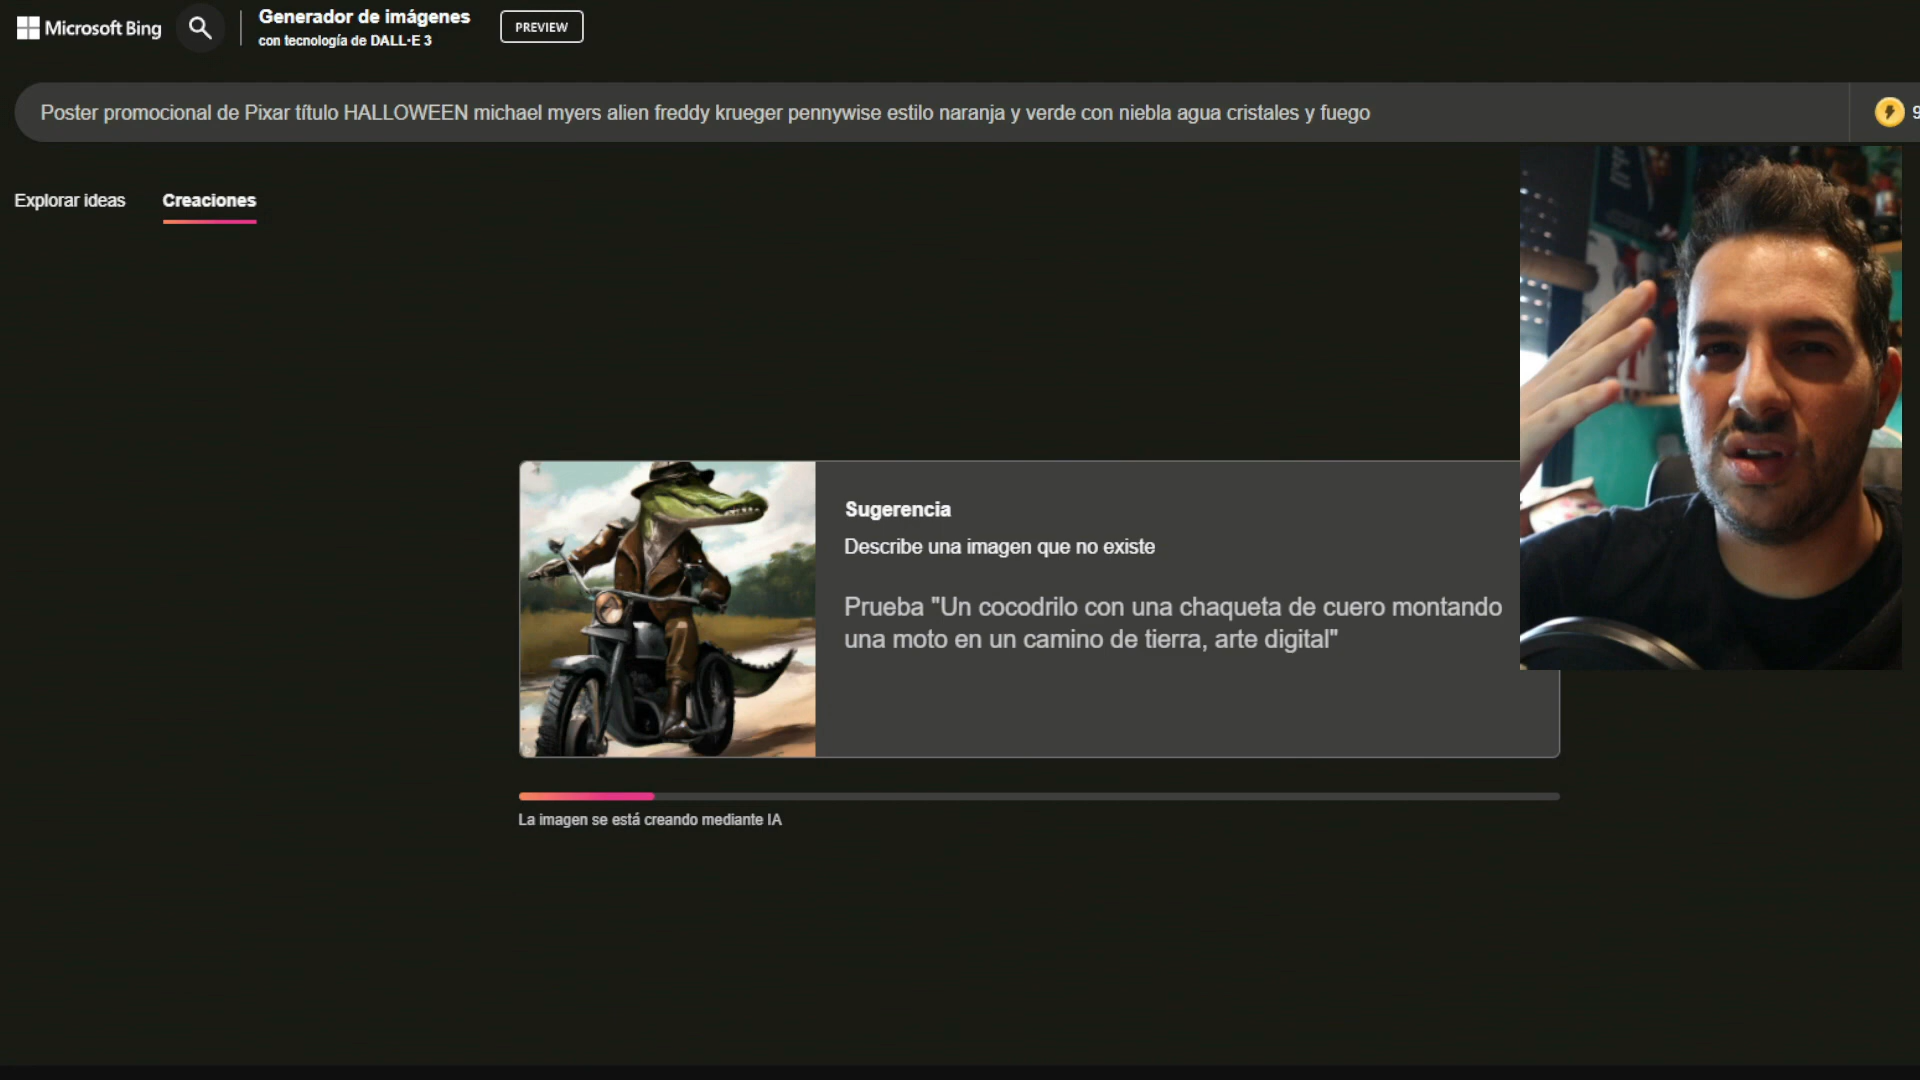 Microsoft Bing
Generador de imágenes
con tecnología de DALL·E 3
PREVIEW
Poster promocional de Pixar título HALLOWEEN michael myers alien freddy krueger pennywise estilo naranja y verde con niebla agua cristales y fuego
9
Explorar ideas
Creaciones
Sugerencia
Describe una imagen que no existe
Prueba "Un cocodrilo con una chaqueta de cuero montando
una moto en un camino de tierra, arte digital"
La imagen se está creando mediante IA